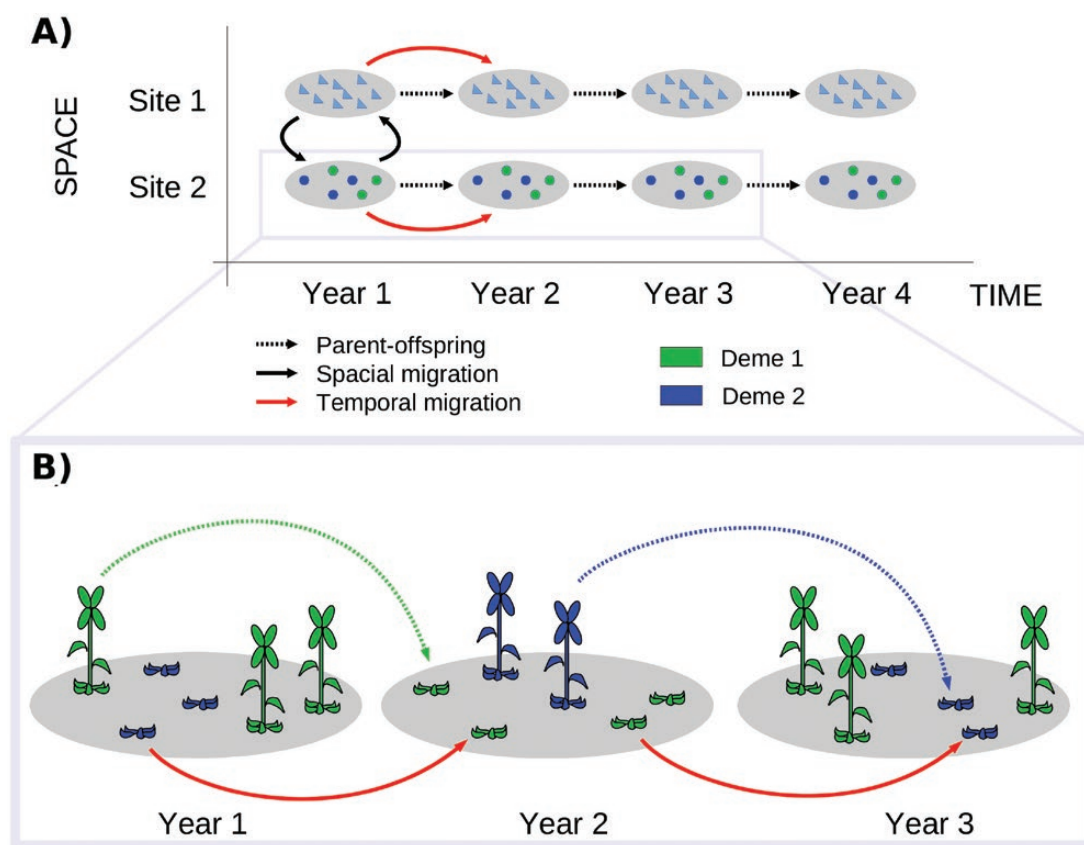 A)
SPACE
Site 1
Site 2
Year 1
Year 2
Year 3
Year 4
TIME
Parent-offspring
Spacial migration
Temporal migration
Deme 1
Deme 2
B)
Year 1
Year 2
Year 3